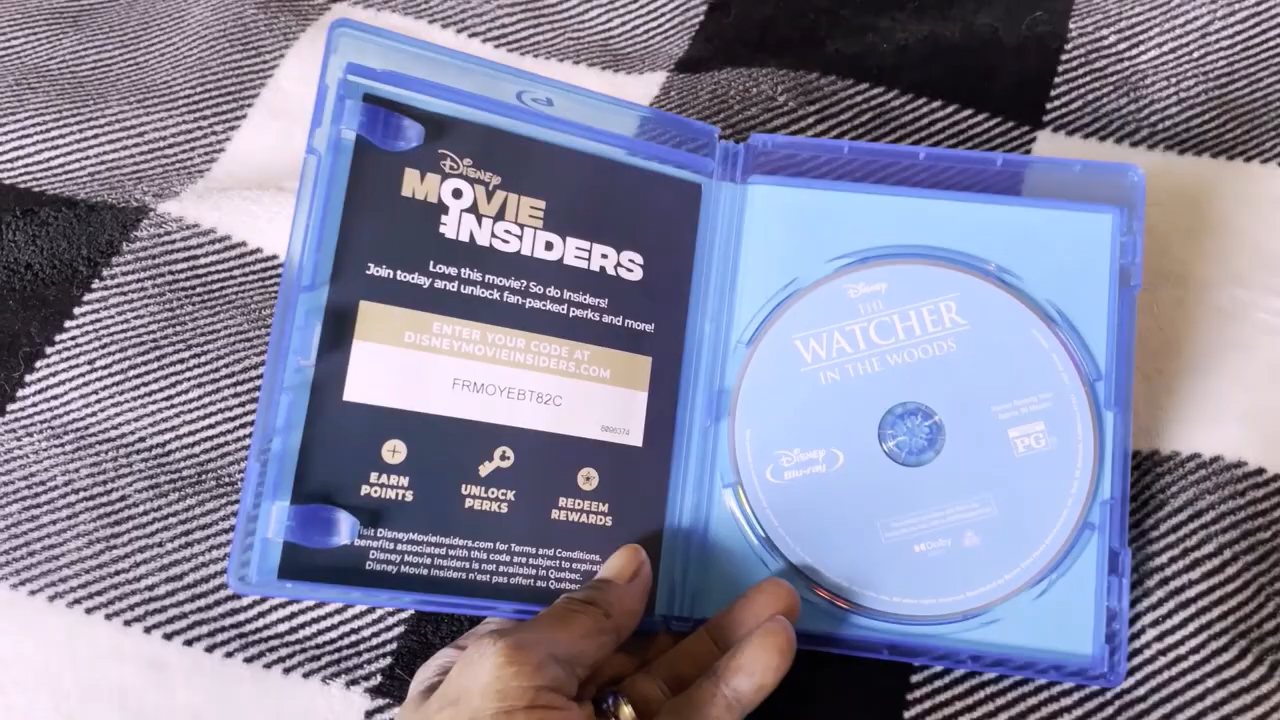 Disney
MOVIE
INSIDERS
Love this movie? So do Insiders!
Join today and unlock fan-packed perks and more!
ENTER YOUR CODE AT
DISNEYMOVIEINSIDERS.COM
FRMOYEBT82C
6098374
EARN
POINTS
UNLOCK
PERKS
REDEEM
REWARDS
isit DisneyMovieInsiders.com for Terms and Conditions.
benefits associated with this code are subject to
Disney Movie Insiders is not available in Quebec.
Disney Movie Insiders n'est pas offert au
Disney
THE
WATCHER
IN THE WOODS
Disney
Blu-ray
PG
Dolby